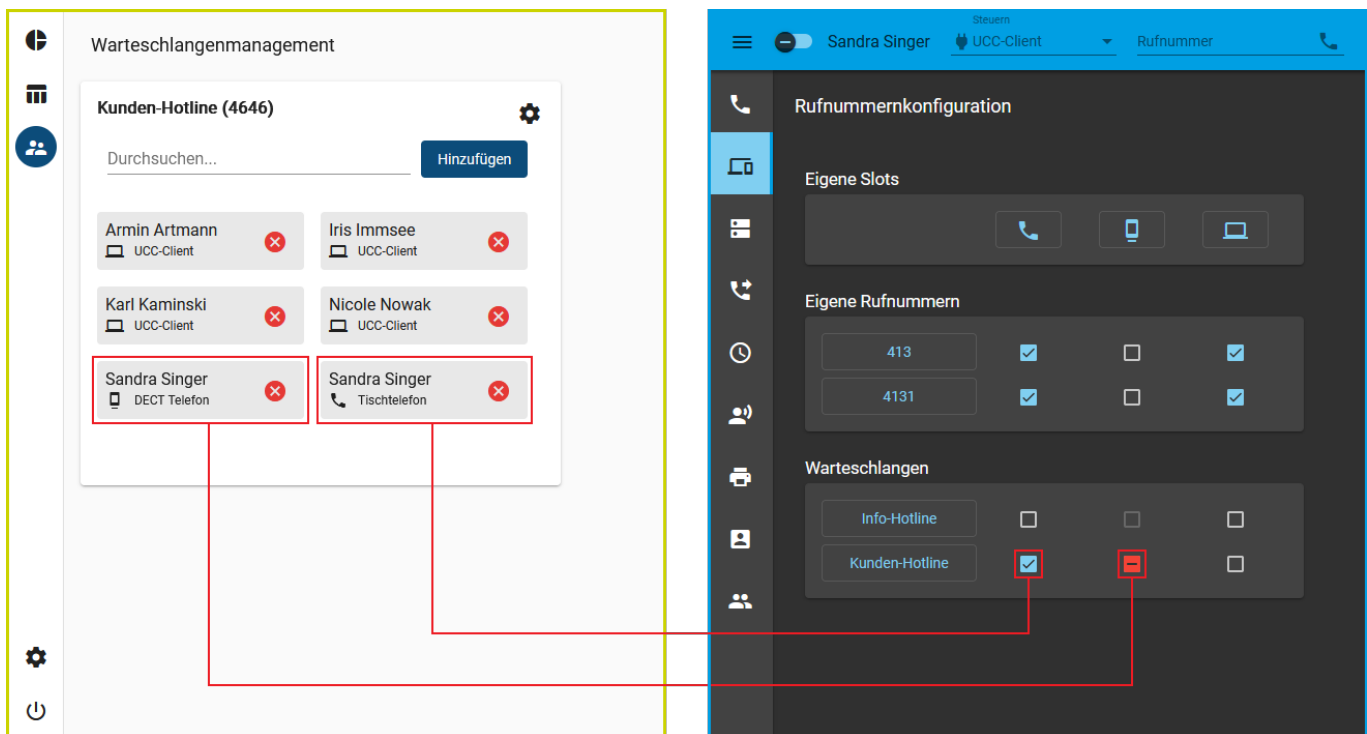 Warteschlangenmanagement
Kunden-Hotline (4646)
Durchsuchen...
Hinzufügen
Armin Artmann
UCC-Client
Iris Immsee
UCC-Client
Karl Kaminski
UCC-Client
Nicole Nowak
UCC-Client
Sandra Singer
DECT Telefon
Sandra Singer
Tischtelefon
Steuern
Sandra Singer
UCC-Client
Rufnummer
Rufnummernkonfiguration
Eigene Slots
Eigene Rufnummern
413
4131
Warteschlangen
Info-Hotline
Kunden-Hotline